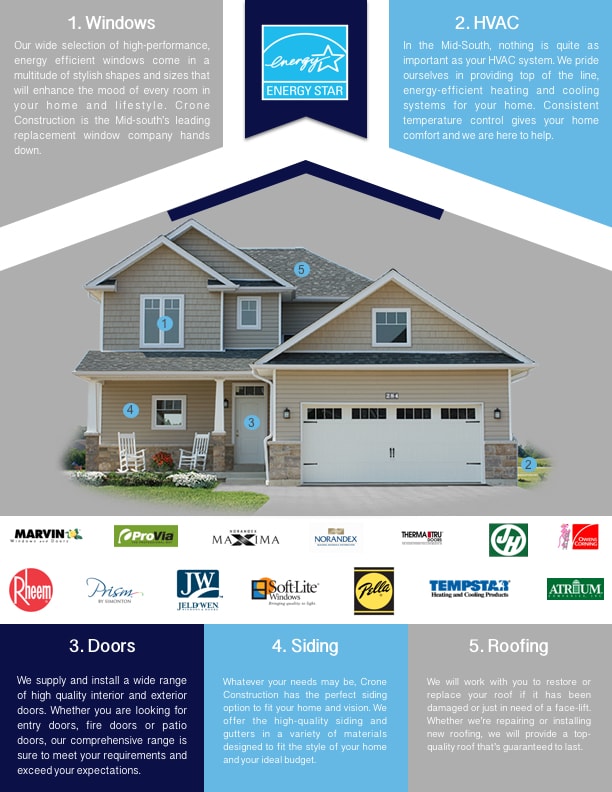 1. Windows
Our wide selection of high-performance,
energy efficient windows come in a
multitude of stylish shapes and sizes that
will enhance the mood of every room in
your home and lifestyle. Crone
Construction is the Mid-south's leading
replacement window company hands
down.
energy
ENERGY STAR
2. HVAC
In the Mid-South, nothing is quite as
important as your HVAC system. We pride
ourselves in providing top of the line,
energy-efficient heating and cooling
systems for your home. Consistent
temperature control gives your home
comfort and we are here to help.
5
1
4
3
284
2
MARVIN
Windows and Doors
ProVia
NORANDEX
MAXIMA
NORANDEX
THERMA TRU
DOORS
JH
OWENS
CORNING
Rheem
Prism
BY SIMONTON
JW
JELD-WEN
WINDOWS & DOORS
Soft-Lite
Windows
Bringing quality to light
Pella
TEMPSTAR
Heating and Cooling Products
ATRIUM
COMPANIES, INC.
3. Doors
We supply and install a wide range
of high quality interior and exterior
doors. Whether you are looking for
entry doors, fire doors or patio
doors, our comprehensive range is
sure to meet your requirements and
exceed your expectations.
4. Siding
Whatever your needs may be, Crone
Construction has the perfect siding
option to fit your home and vision. We
offer the high-quality siding and
gutters in a variety of materials
designed to fit the style of your home
and your ideal budget.
5. Roofing
We will work with you to restore or
replace your roof if it has been
damaged or just in need of a face-lift.
Whether we're repairing or installing
new roofing, we will provide a top-
quality roof that's guaranteed to last.